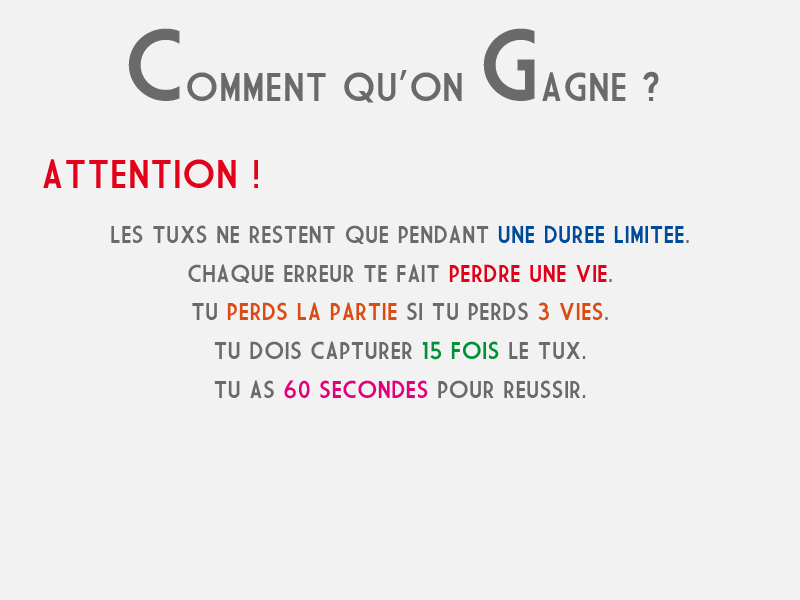 Comment qu'on Gagne ?
ATTENTION !
LES TUXS NE RESTENT QUE PENDANT UNE DUREE LIMITEE.
CHAQUE ERREUR TE FAIT PERDRE UNE VIE.
TU PERDS LA PARTIE SI TU PERDS 3 VIES.
TU DOIS CAPTURER 15 FOIS LE TUX.
TU AS 60 SECONDES POUR REUSSIR.